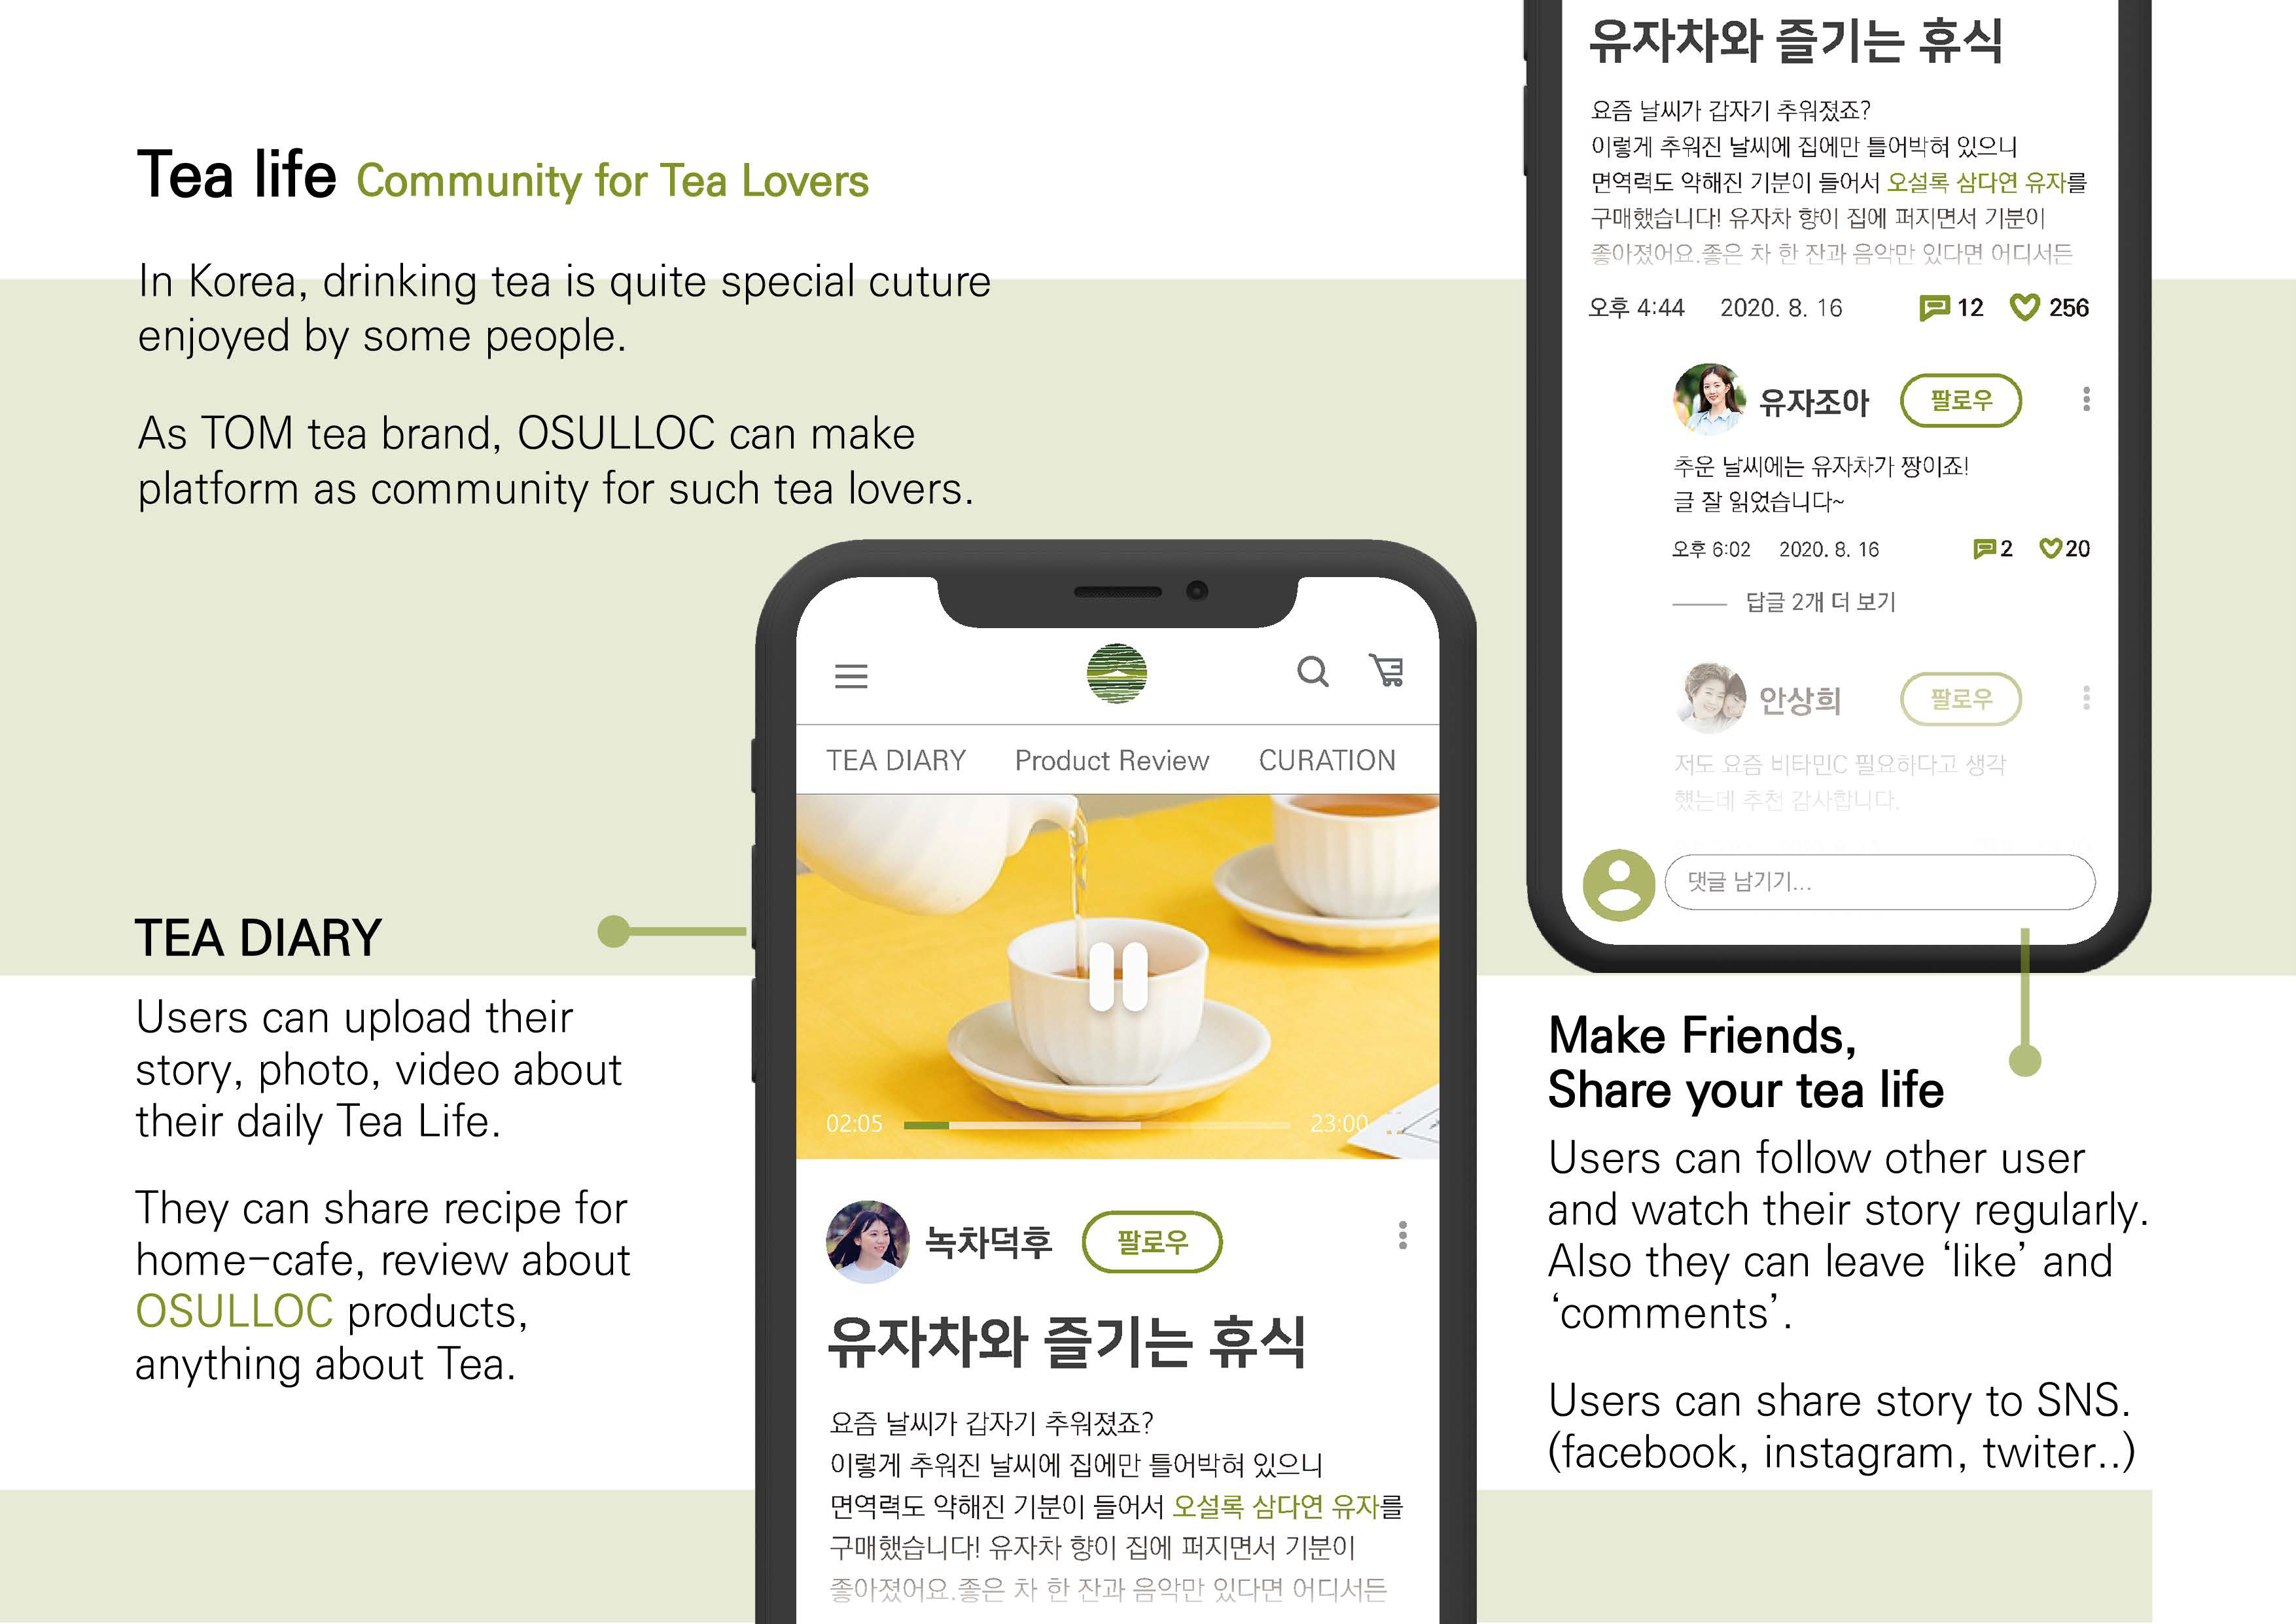 Tea life Community for Tea Lovers
In Korea, drinking tea is quite special cuture
enjoyed by some people.
As TOM tea brand, OSULLOC can make
platform as community for such tea lovers.
TEA DIARY
Users can upload their
story, photo, video about
their daily Tea Life.
They can share recipe for
home-cafe, review about
OSULLOC products,
anything about Tea.
TEA DIARY Product Review CURATION
02:05 23:00
녹차덕후 팔로우
유자차와 즐기는 휴식
요즘 날씨가 갑자기 추워졌죠?
이렇게 추워진 날씨에 집에만 틀어박혀 있으니
면역력도 약해진 기분이 들어서 오설록 삼다연 유자를
구매했습니다! 유자차 향이 집에 퍼지면서 기분이
좋아졌어요.좋은 차 한 잔과 음악만 있다면 어디서든
유자차와 즐기는 휴식
요즘 날씨가 갑자기 추워졌죠?
이렇게 추워진 날씨에 집에만 틀어박혀 있으니
면역력도 약해진 기분이 들어서 오설록 삼다연 유자를
구매했습니다! 유자차 향이 집에 퍼지면서 기분이
좋아졌어요.좋은 차 한 잔과 음악만 있다면 어디서든
오후 4:44 2020. 8. 16 12 256
유자조아 팔로우
추운 날씨에는 유자차가 짱이죠!
글 잘 읽었습니다~
오후 6:02 2020. 8. 16 2 20
답글 2개 더 보기
안상희 팔로우
저도 요즘 비타민C 필요하다고 생각
했는데 추천 감사합니다.
댓글 남기기...
Make Friends,
Share your tea life
Users can follow other user
and watch their story regularly.
Also they can leave ‘like’ and
‘comments’.
Users can share story to SNS.
(facebook, instagram, twiter..)